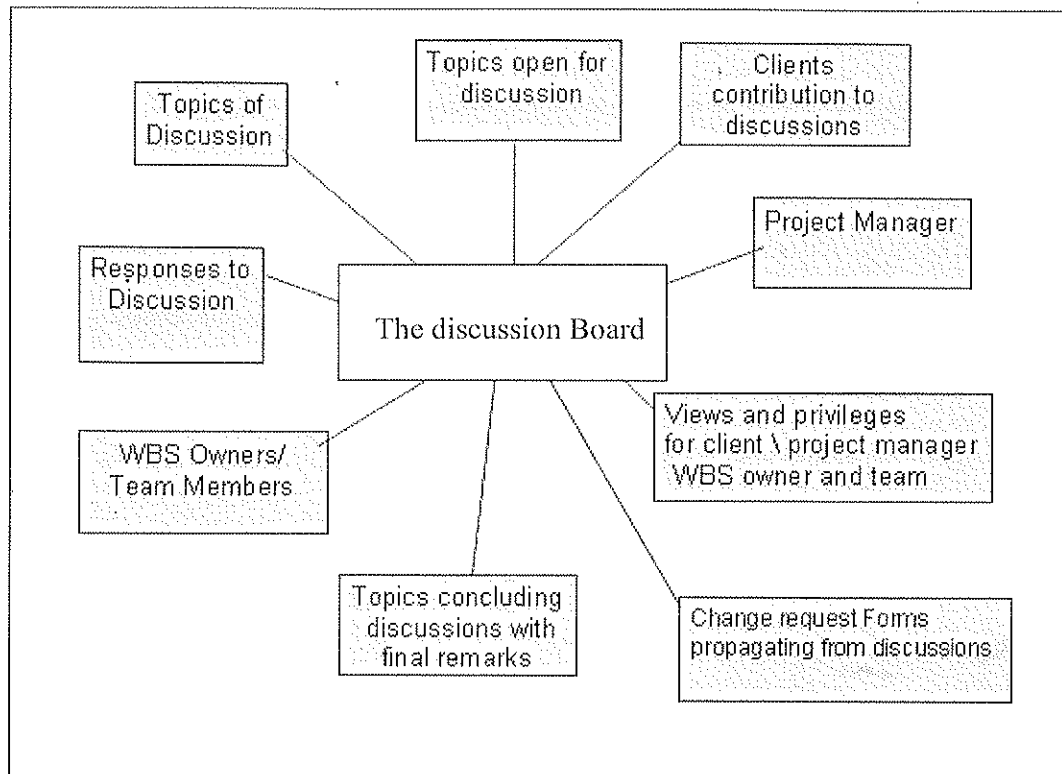 Topics open for
discussion
Clients
contribution to
discussions
Topics of
Discussion
Project Manager
Responses to
Discussion
The discussion Board
Views and privileges
for client \ project manager
WBS owner and team
WBS Owners/
Team Members
Topics concluding
discussions with
final remarks
Change request Forms
propagating from discussions